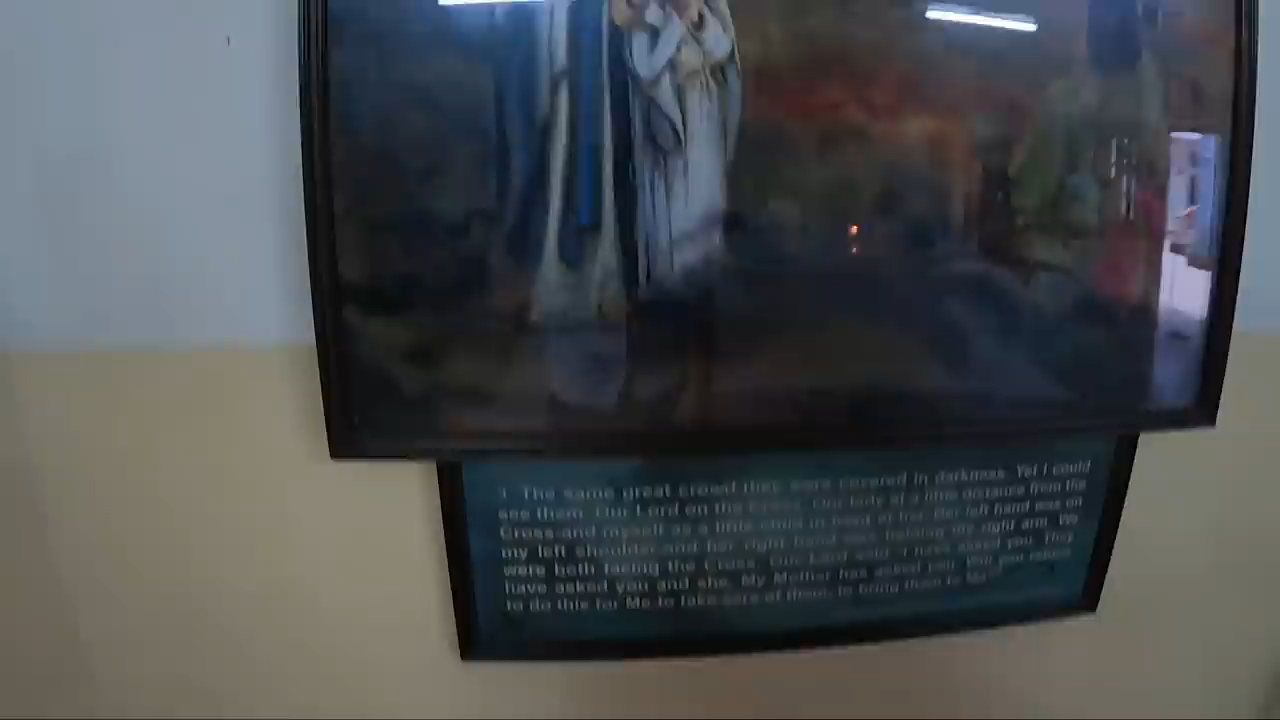 3 The same great crowd they were covered in darkness. Yet I could
see them. Our Lord on the Cross. Our Lady at a little distance from the
Cross and myself as a little child in front of her. Her left hand was on
my left shoulder and her right hand was holding my right arm. We
were both facing the Cross. Our Lord said, I have asked you. They
have asked you and she, My Mother has asked you. Will you refuse
to do this for Me to take care of them, to bring them to Me